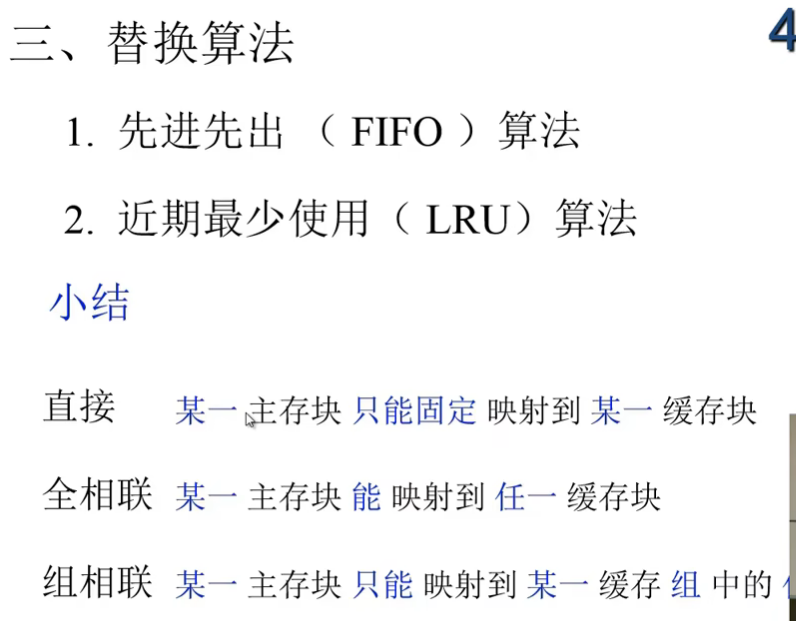 三、替换算法
4
1. 先进先出 （ FIFO ）算法
2. 近期最少使用（ LRU）算法
小结
直接 某一 主存块 只能固定 映射到 某一 缓存块
全相联 某一 主存块 能 映射到 任一 缓存块
组相联 某一 主存块 只能 映射到 某一 缓存 组 中的